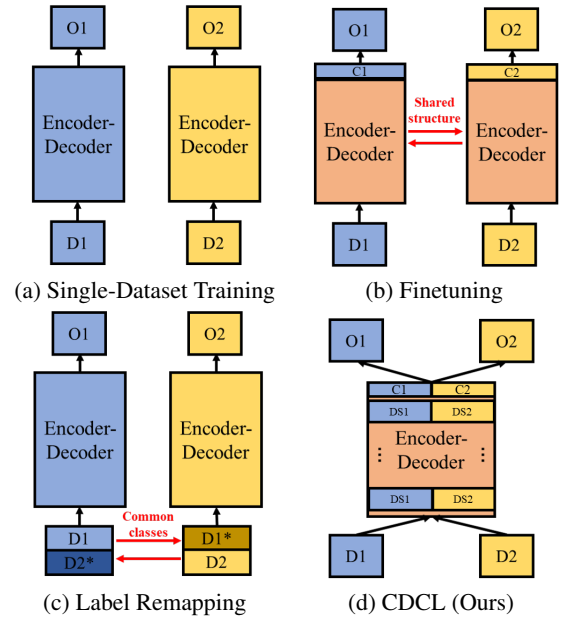 O1
O2
Encoder-
Decoder
Encoder-
Decoder
D1
D2
(a) Single-Dataset Training
O1
O2
C1
C2
Encoder-
Decoder
Shared
structure
Encoder-
Decoder
D1
D2
(b) Finetuning
O1
O2
Encoder-
Decoder
Encoder-
Decoder
D1
D2*
Common
classes
D1*
D2
(c) Label Remapping
O1
O2
C1
C2
DS1
DS2
Encoder-
Decoder
DS1
DS2
D1
D2
(d) CDCL (Ours)